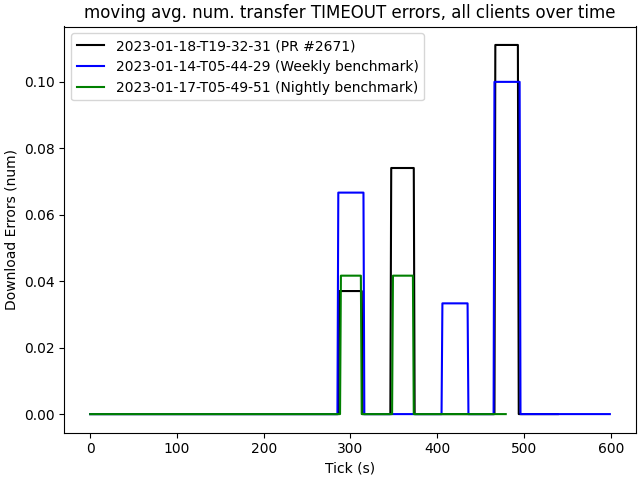 moving avg. num. transfer TIMEOUT errors, all clients over time
2023-01-18-T19-32-31 (PR #2671)
2023-01-14-T05-44-29 (Weekly benchmark)
2023-01-17-T05-49-51 (Nightly benchmark)
Download Errors (num)
0.10
0.08
0.06
0.04
0.02
0.00
0 100 200 300 400 500 600
Tick (s)